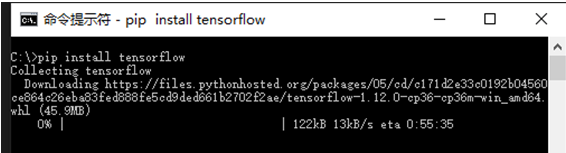 命令提示符 - pip  install tensorflow
C:\>pip install tensorflow
Collecting tensorflow
  Downloading https://files.pythonhosted.org/packages/05/cd/c171d2e33c0192b04560
ce864c26eba83fed888fe5cd9ded661b2702f2ae/tensorflow-1.12.0-cp36-cp36m-win_amd64.
whl (45.9MB)
    0% |                                | 122kB 13kB/s eta 0:55:35